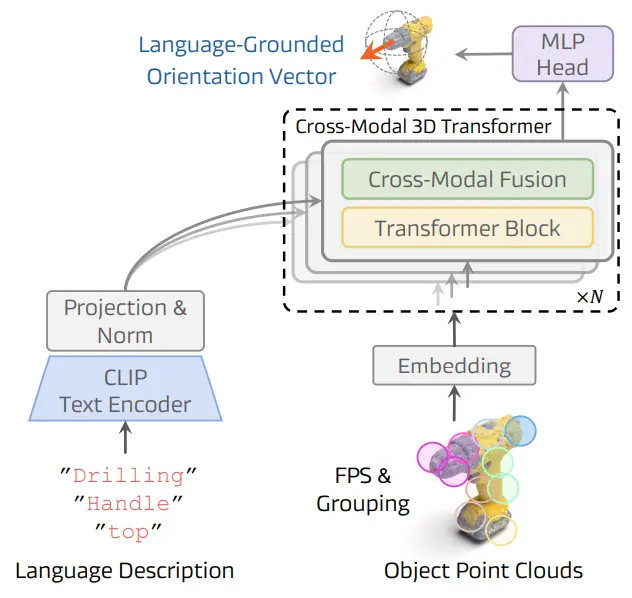 Language-Grounded
Orientation Vector
MLP
Head
Cross-Modal 3D Transformer
Cross-Modal Fusion
Transformer Block
×N
Projection &
Norm
CLIP
Text Encoder
Embedding
"Drilling"
"Handle"
"top"
FPS &
Grouping
Language Description
Object Point Clouds